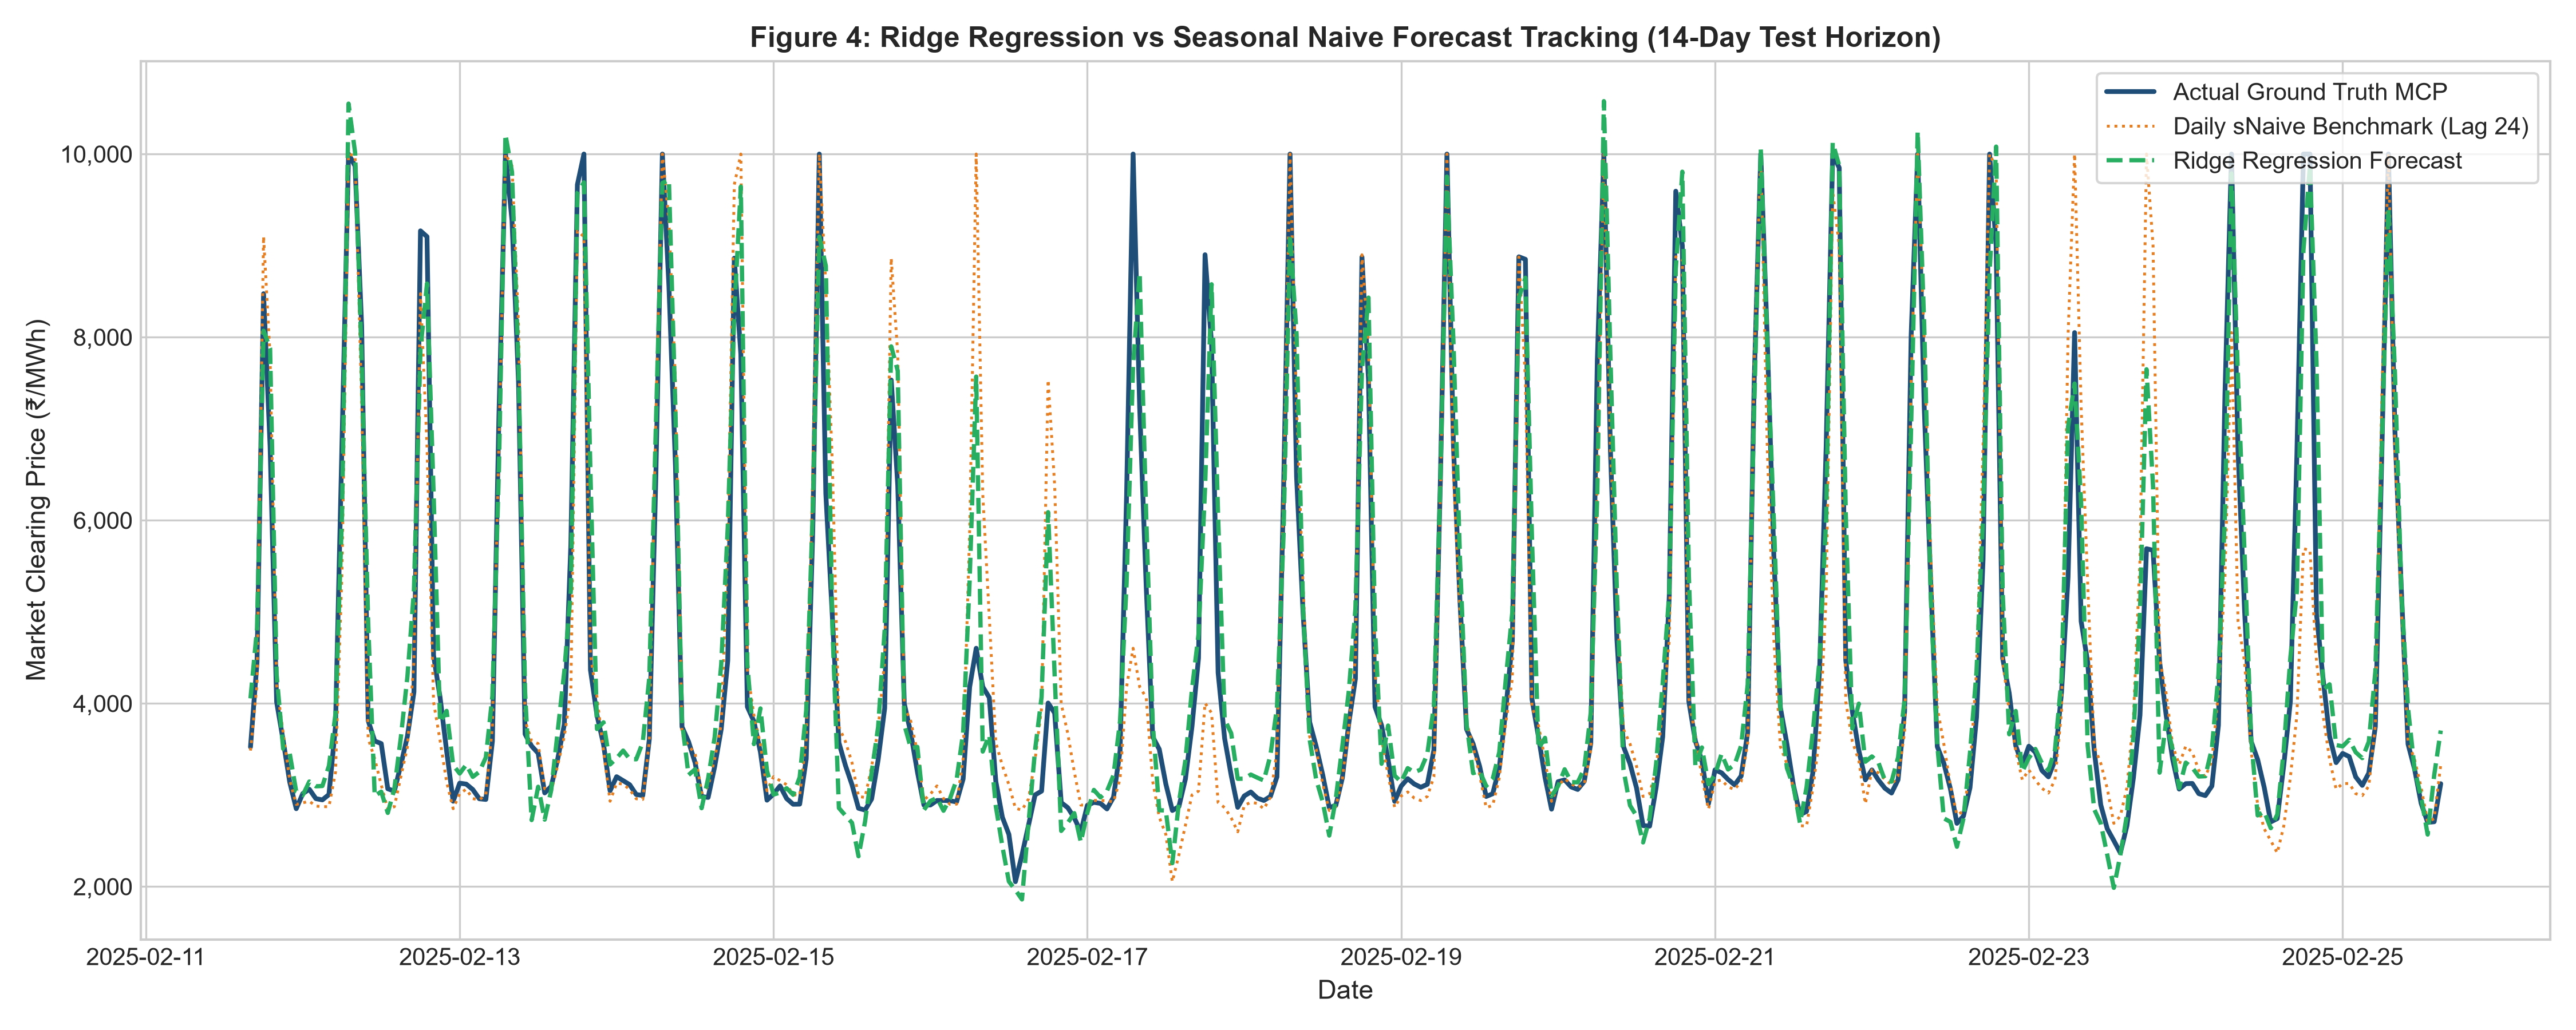 Figure 4: Ridge Regression vs Seasonal Naive Forecast Tracking (14-Day Test Horizon)
Actual Ground Truth MCP
Daily sNaive Benchmark (Lag 24)
Ridge Regression Forecast
Market Clearing Price (₹/MWh)
10,000
8,000
6,000
4,000
2,000
2025-02-11
2025-02-13
2025-02-15
2025-02-17
2025-02-19
2025-02-21
2025-02-23
2025-02-25
Date